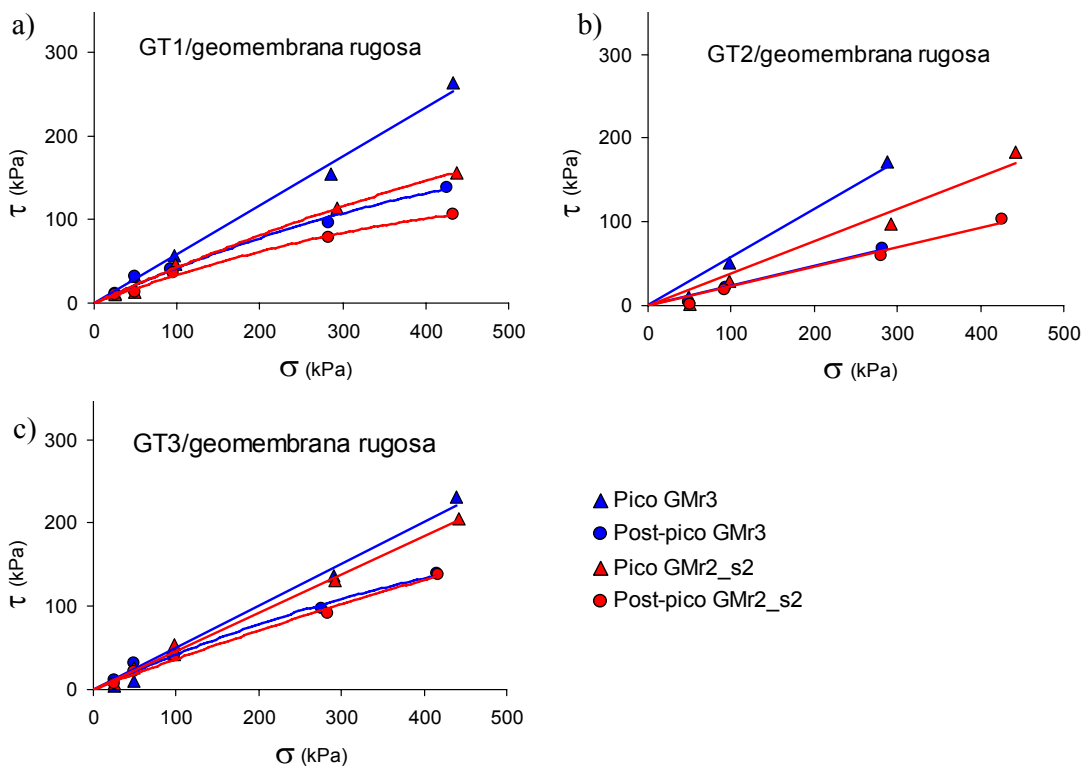 a)
GT1/geomembrana rugosa
300
200
100
0
0 100 200 300 400 500
τ (kPa)
σ (kPa)
b)
GT2/geomembrana rugosa
300
200
100
0
0 100 200 300 400 500
τ (kPa)
σ (kPa)
c)
GT3/geomembrana rugosa
300
200
100
0
0 100 200 300 400 500
τ (kPa)
σ (kPa)
Pico GMr3
Post-pico GMr3
Pico GMr2_s2
Post-pico GMr2_s2